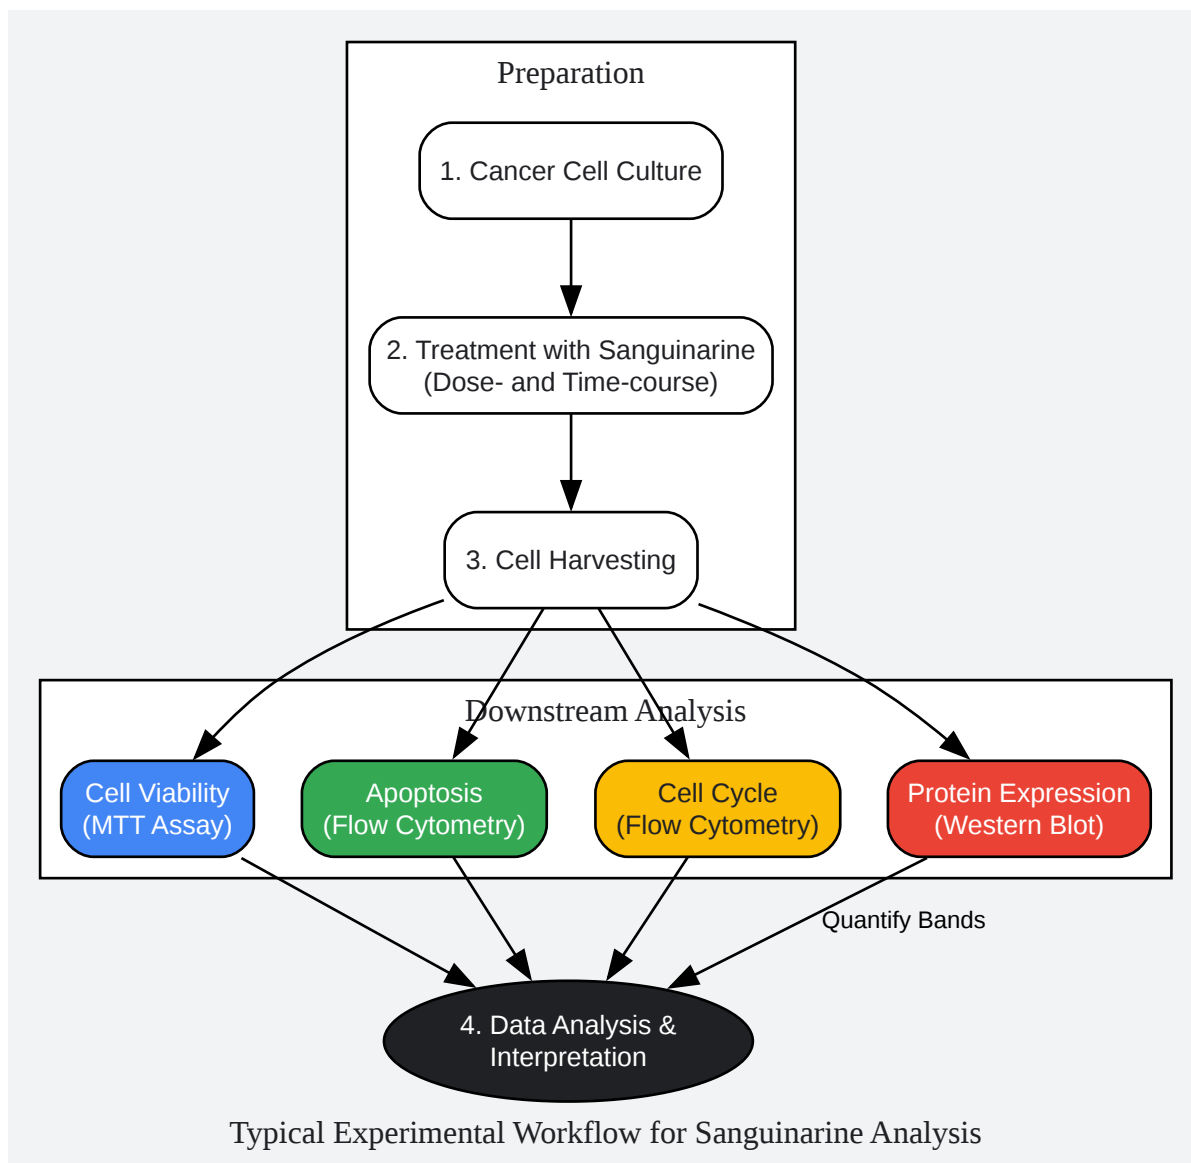 Preparation
1. Cancer Cell Culture
2. Treatment with Sanguinarine
(Dose- and Time-course)
3. Cell Harvesting
Downstream Analysis
Cell Viability
(MTT Assay)
Apoptosis
(Flow Cytometry)
Cell Cycle
(Flow Cytometry)
Protein Expression
(Western Blot)
Quantify Bands
4. Data Analysis &
Interpretation
Typical Experimental Workflow for Sanguinarine Analysis